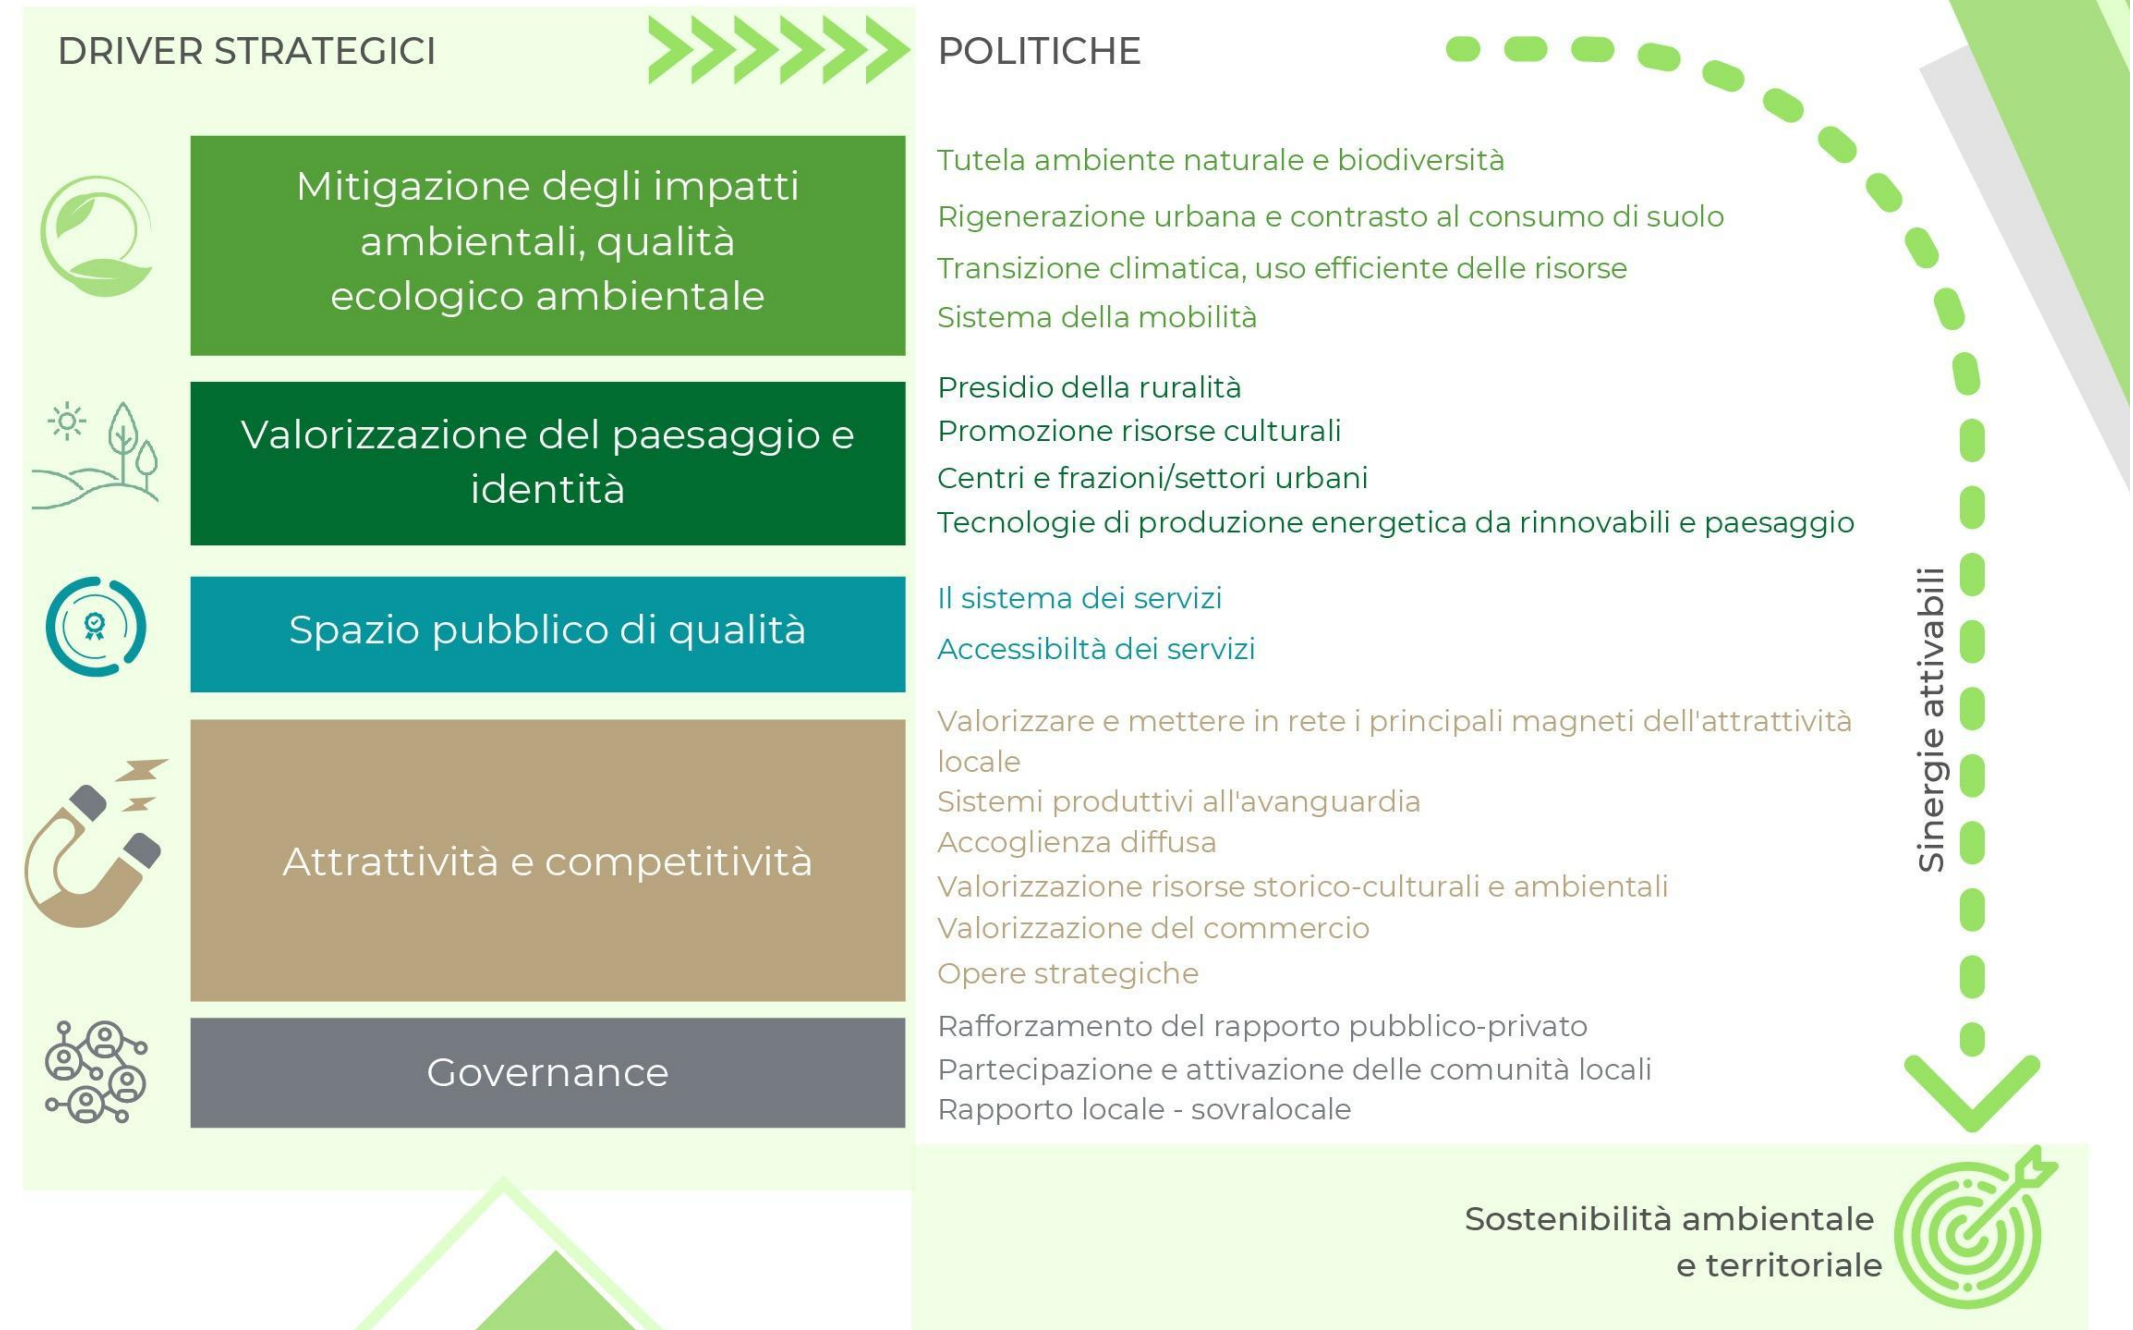 DRIVER STRATEGICI
POLITICHE
Mitigazione degli impatti
ambientali, qualità
ecologico ambientale
Tutela ambiente naturale e biodiversità
Rigenerazione urbana e contrasto al consumo di suolo
Transizione climatica, uso efficiente delle risorse
Sistema della mobilità
Valorizzazione del paesaggio e
identità
Presidio della ruralità
Promozione risorse culturali
Centri e frazioni/settori urbani
Tecnologie di produzione energetica da rinnovabili e paesaggio
Spazio pubblico di qualità
Il sistema dei servizi
Accessibiltà dei servizi
Attrattività e competitività
Valorizzare e mettere in rete i principali magneti dell'attrattività
locale
Sistemi produttivi all'avanguardia
Accoglienza diffusa
Valorizzazione risorse storico-culturali e ambientali
Valorizzazione del commercio
Opere strategiche
Governance
Rafforzamento del rapporto pubblico-privato
Partecipazione e attivazione delle comunità locali
Rapporto locale - sovralocale
Sinergie attivabili
Sostenibilità ambientale
e territoriale